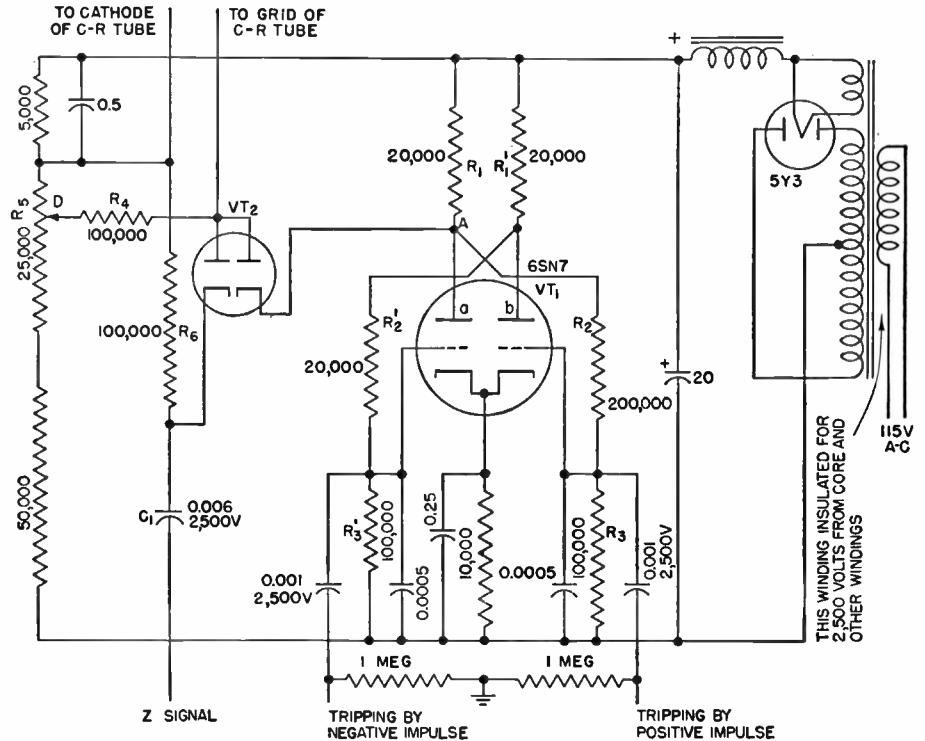 TO CATHODE
OF C-R TUBE
TO GRID OF
C-R TUBE
+
5,000
0.5
20,000
R1
R1'
20,000
5Y3
R5
25,000
D
R4
100,000
VT2
A
6SN7
VT1
a
b
R2'
20,000
R2
200,000
100,000
R6
+
20
115V
A-C
THIS WINDING INSULATED FOR
2,500 VOLTS FROM CORE AND
OTHER WINDINGS
50,000
C1
0.006
2,500V
0.001
2,500V
R3'
100,000
0.0005
0.25
10,000
0.0005
100,000
R3
0.001
2,500V
1 MEG
1 MEG
Z SIGNAL
TRIPPING BY
NEGATIVE IMPULSE
TRIPPING BY
POSITIVE IMPULSE